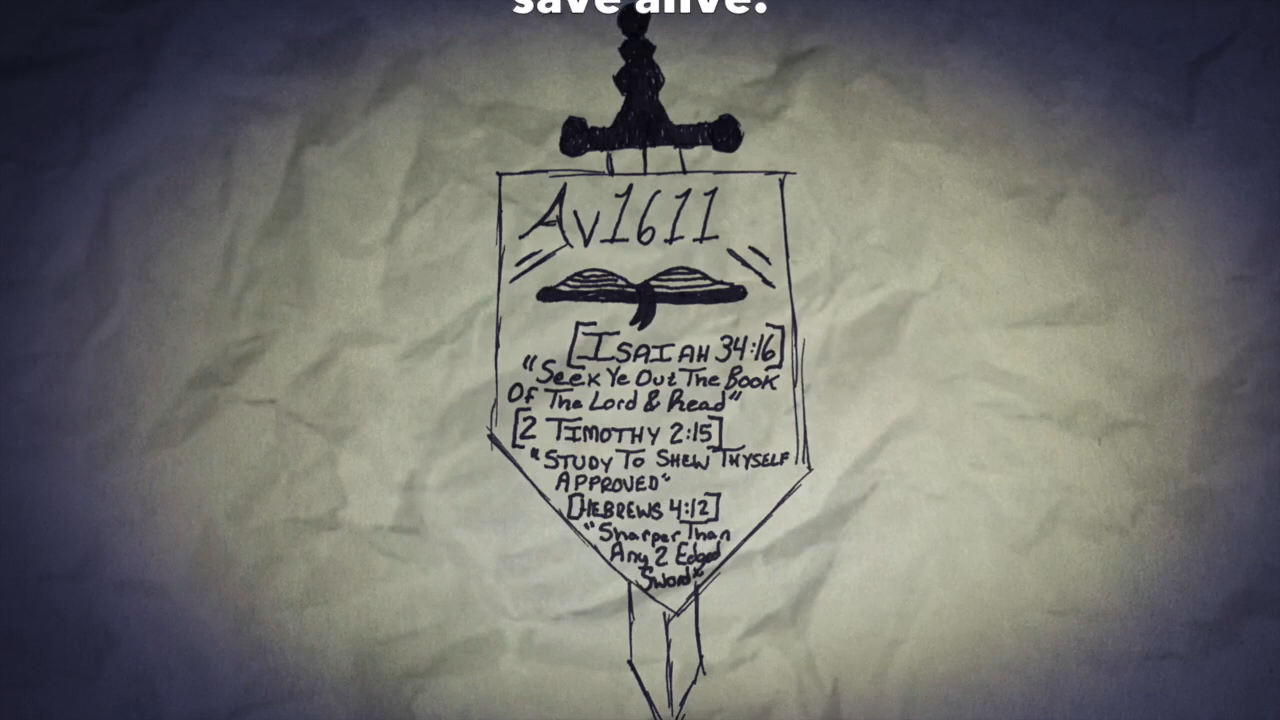 save alive.
Av1611
[ISAIAH 34:16]
"Seek Ye Out The Book
Of The Lord & Read"
[2 TIMOTHY 2:15]
"STUDY TO SHEW THYSELF
APPROVED"
[HEBREWS 4:12]
"Sharper Than
Any 2 Edged
Sword"